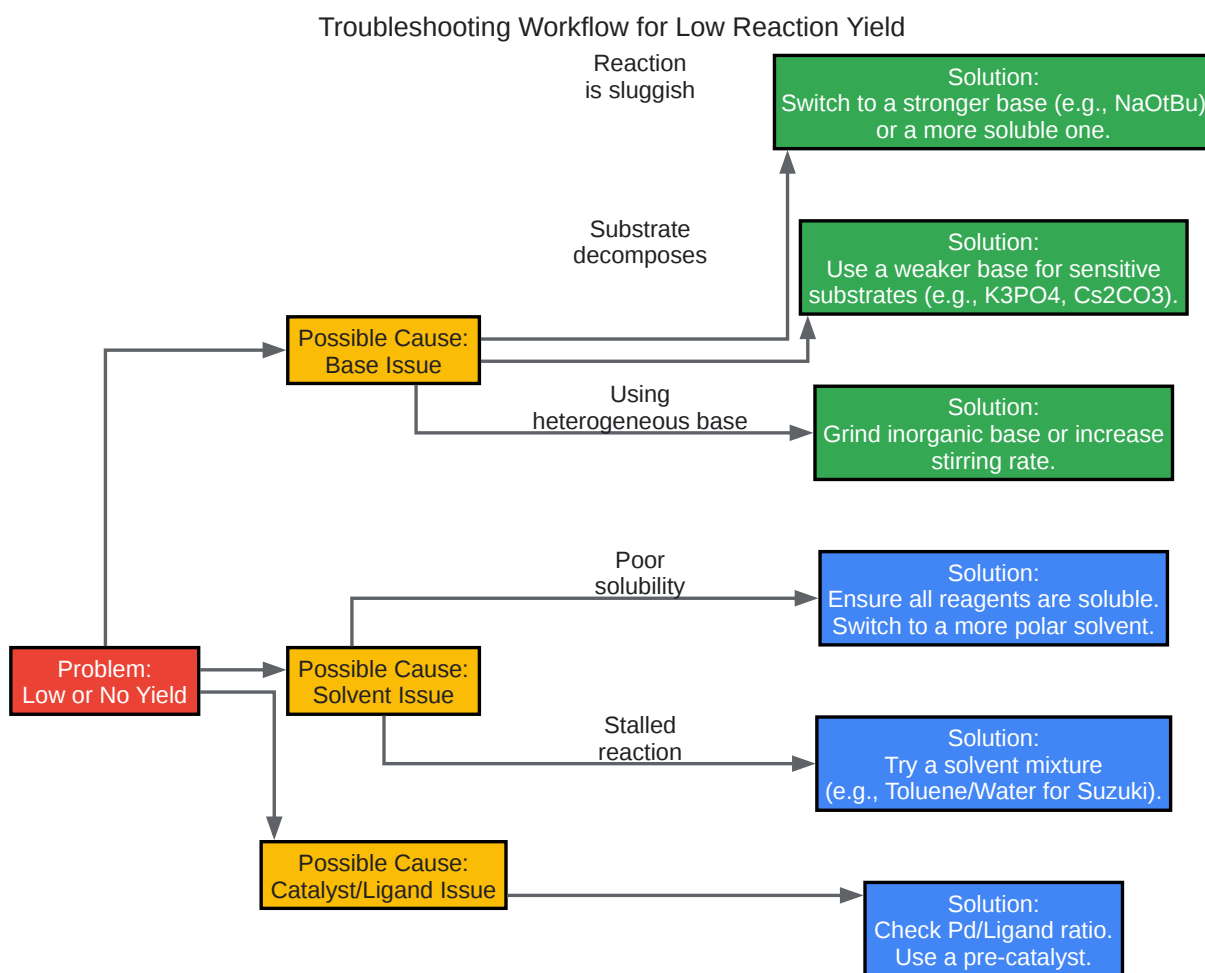 Troubleshooting Workflow for Low Reaction Yield
Reaction
is sluggish
Solution:
Switch to a stronger base (e.g., NaOtBu)
or a more soluble one.
Substrate
decomposes
Solution:
Use a weaker base for sensitive
substrates (e.g., K3PO4, Cs2CO3).
Possible Cause:
Base Issue
Using
heterogeneous base
Solution:
Grind inorganic base or increase
stirring rate.
Poor
solubility
Solution:
Ensure all reagents are soluble.
Switch to a more polar solvent.
Problem:
Low or No Yield
Possible Cause:
Solvent Issue
Stalled
reaction
Solution:
Try a solvent mixture
(e.g., Toluene/Water for Suzuki).
Possible Cause:
Catalyst/Ligand Issue
Solution:
Check Pd/Ligand ratio.
Use a pre-catalyst.